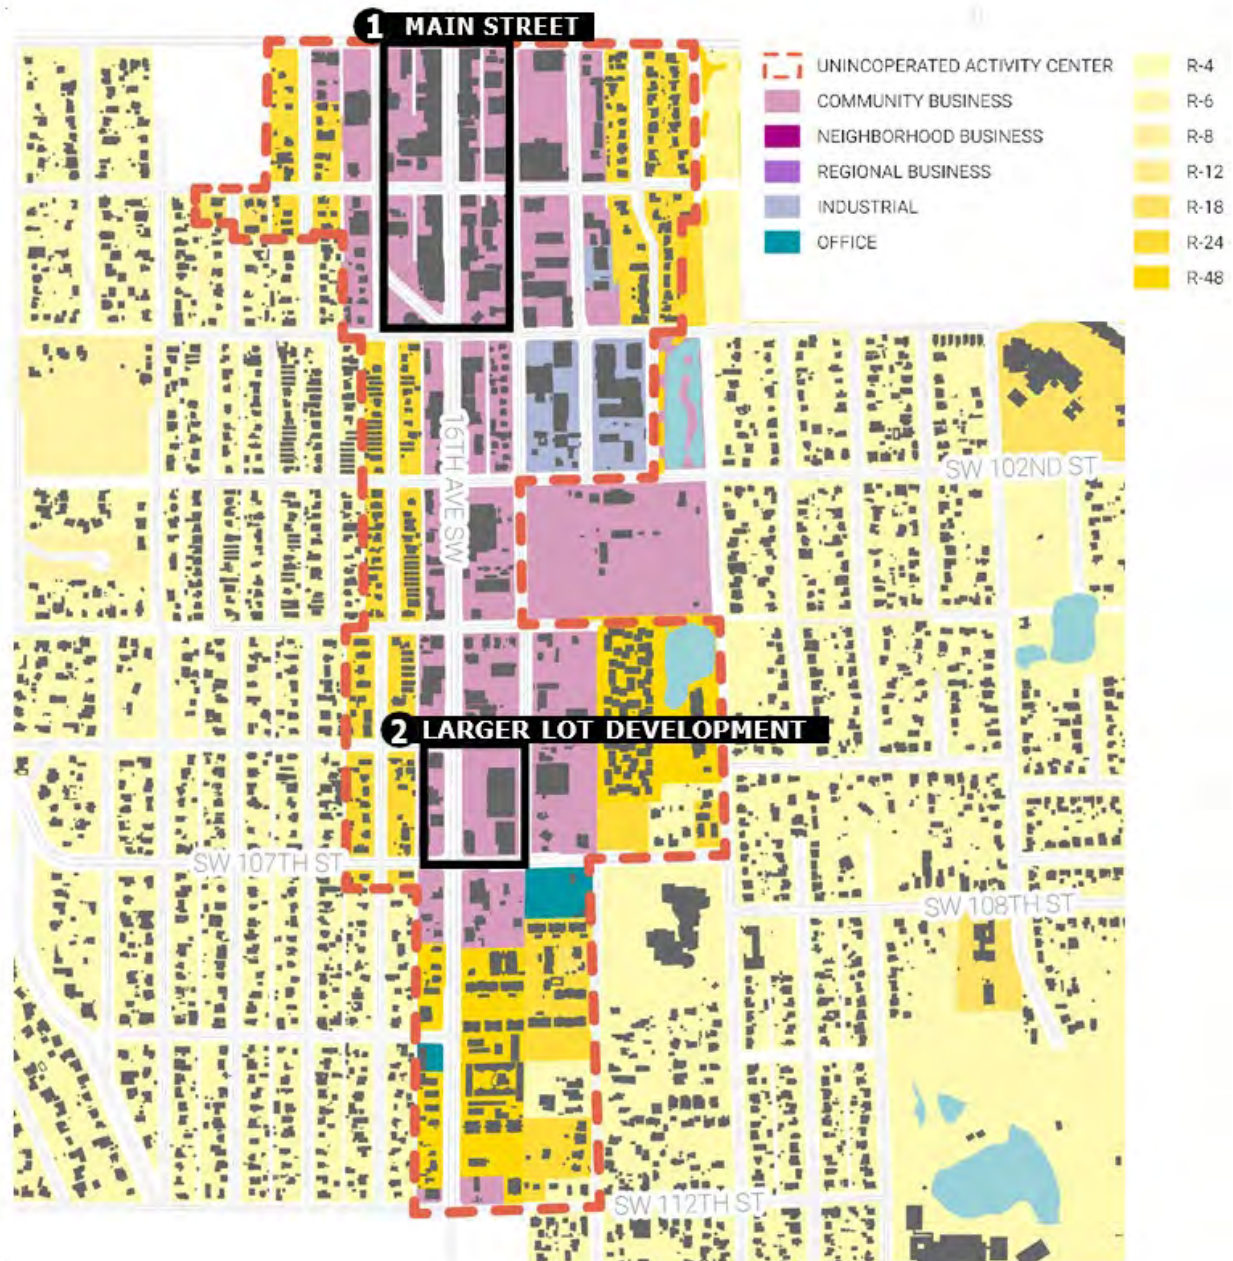 1 MAIN STREET
UNINCOPERATED ACTIVITY CENTER
COMMUNITY BUSINESS
NEIGHBORHOOD BUSINESS
REGIONAL BUSINESS
INDUSTRIAL
OFFICE
R-4
R-6
R-8
R-12
R-18
R-24
R-48
16TH AVE SW
SW 102ND ST
2 LARGER LOT DEVELOPMENT
SW 107TH ST
SW 108TH ST
SW 112TH ST